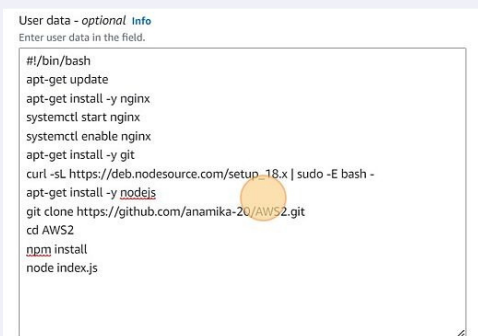 User data - optional Info
Enter user data in the field.
#!/bin/bash
apt-get update
apt-get install -y nginx
systemctl start nginx
systemctl enable nginx
apt-get install -y git
curl -sL https://deb.nodesource.com/setup_18.x | sudo -E bash -
apt-get install -y nodejs
git clone https://github.com/anamika-20/AWS2.git
cd AWS2
npm install
node index.js